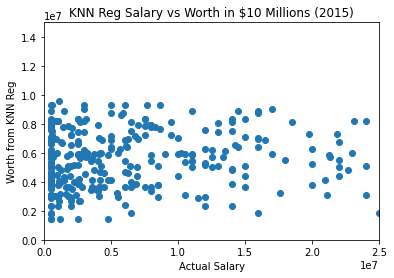 KNN Reg Salary vs Worth in $10 Millions (2015)
1e7
1.4
1.2
1.0
0.8
0.6
0.4
0.2
0.0
Worth from KNN Reg
0.0 0.5 1.0 1.5 2.0 2.5
1e7
Actual Salary